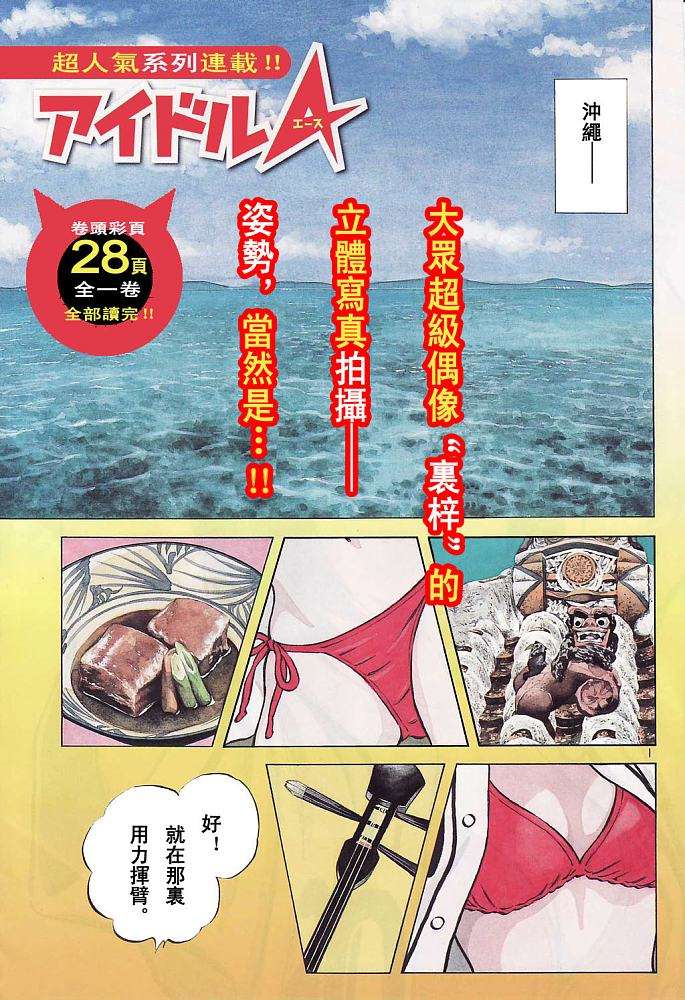 超人氣系列連載!!
アイドルA
エース
沖繩——
卷頭彩頁
28頁
全一卷
全部讀完!!
大眾超級偶像“裏梓”的
立體寫真拍攝——
姿勢,當然是…!!
1
好!
就在那裏
用力揮臂。